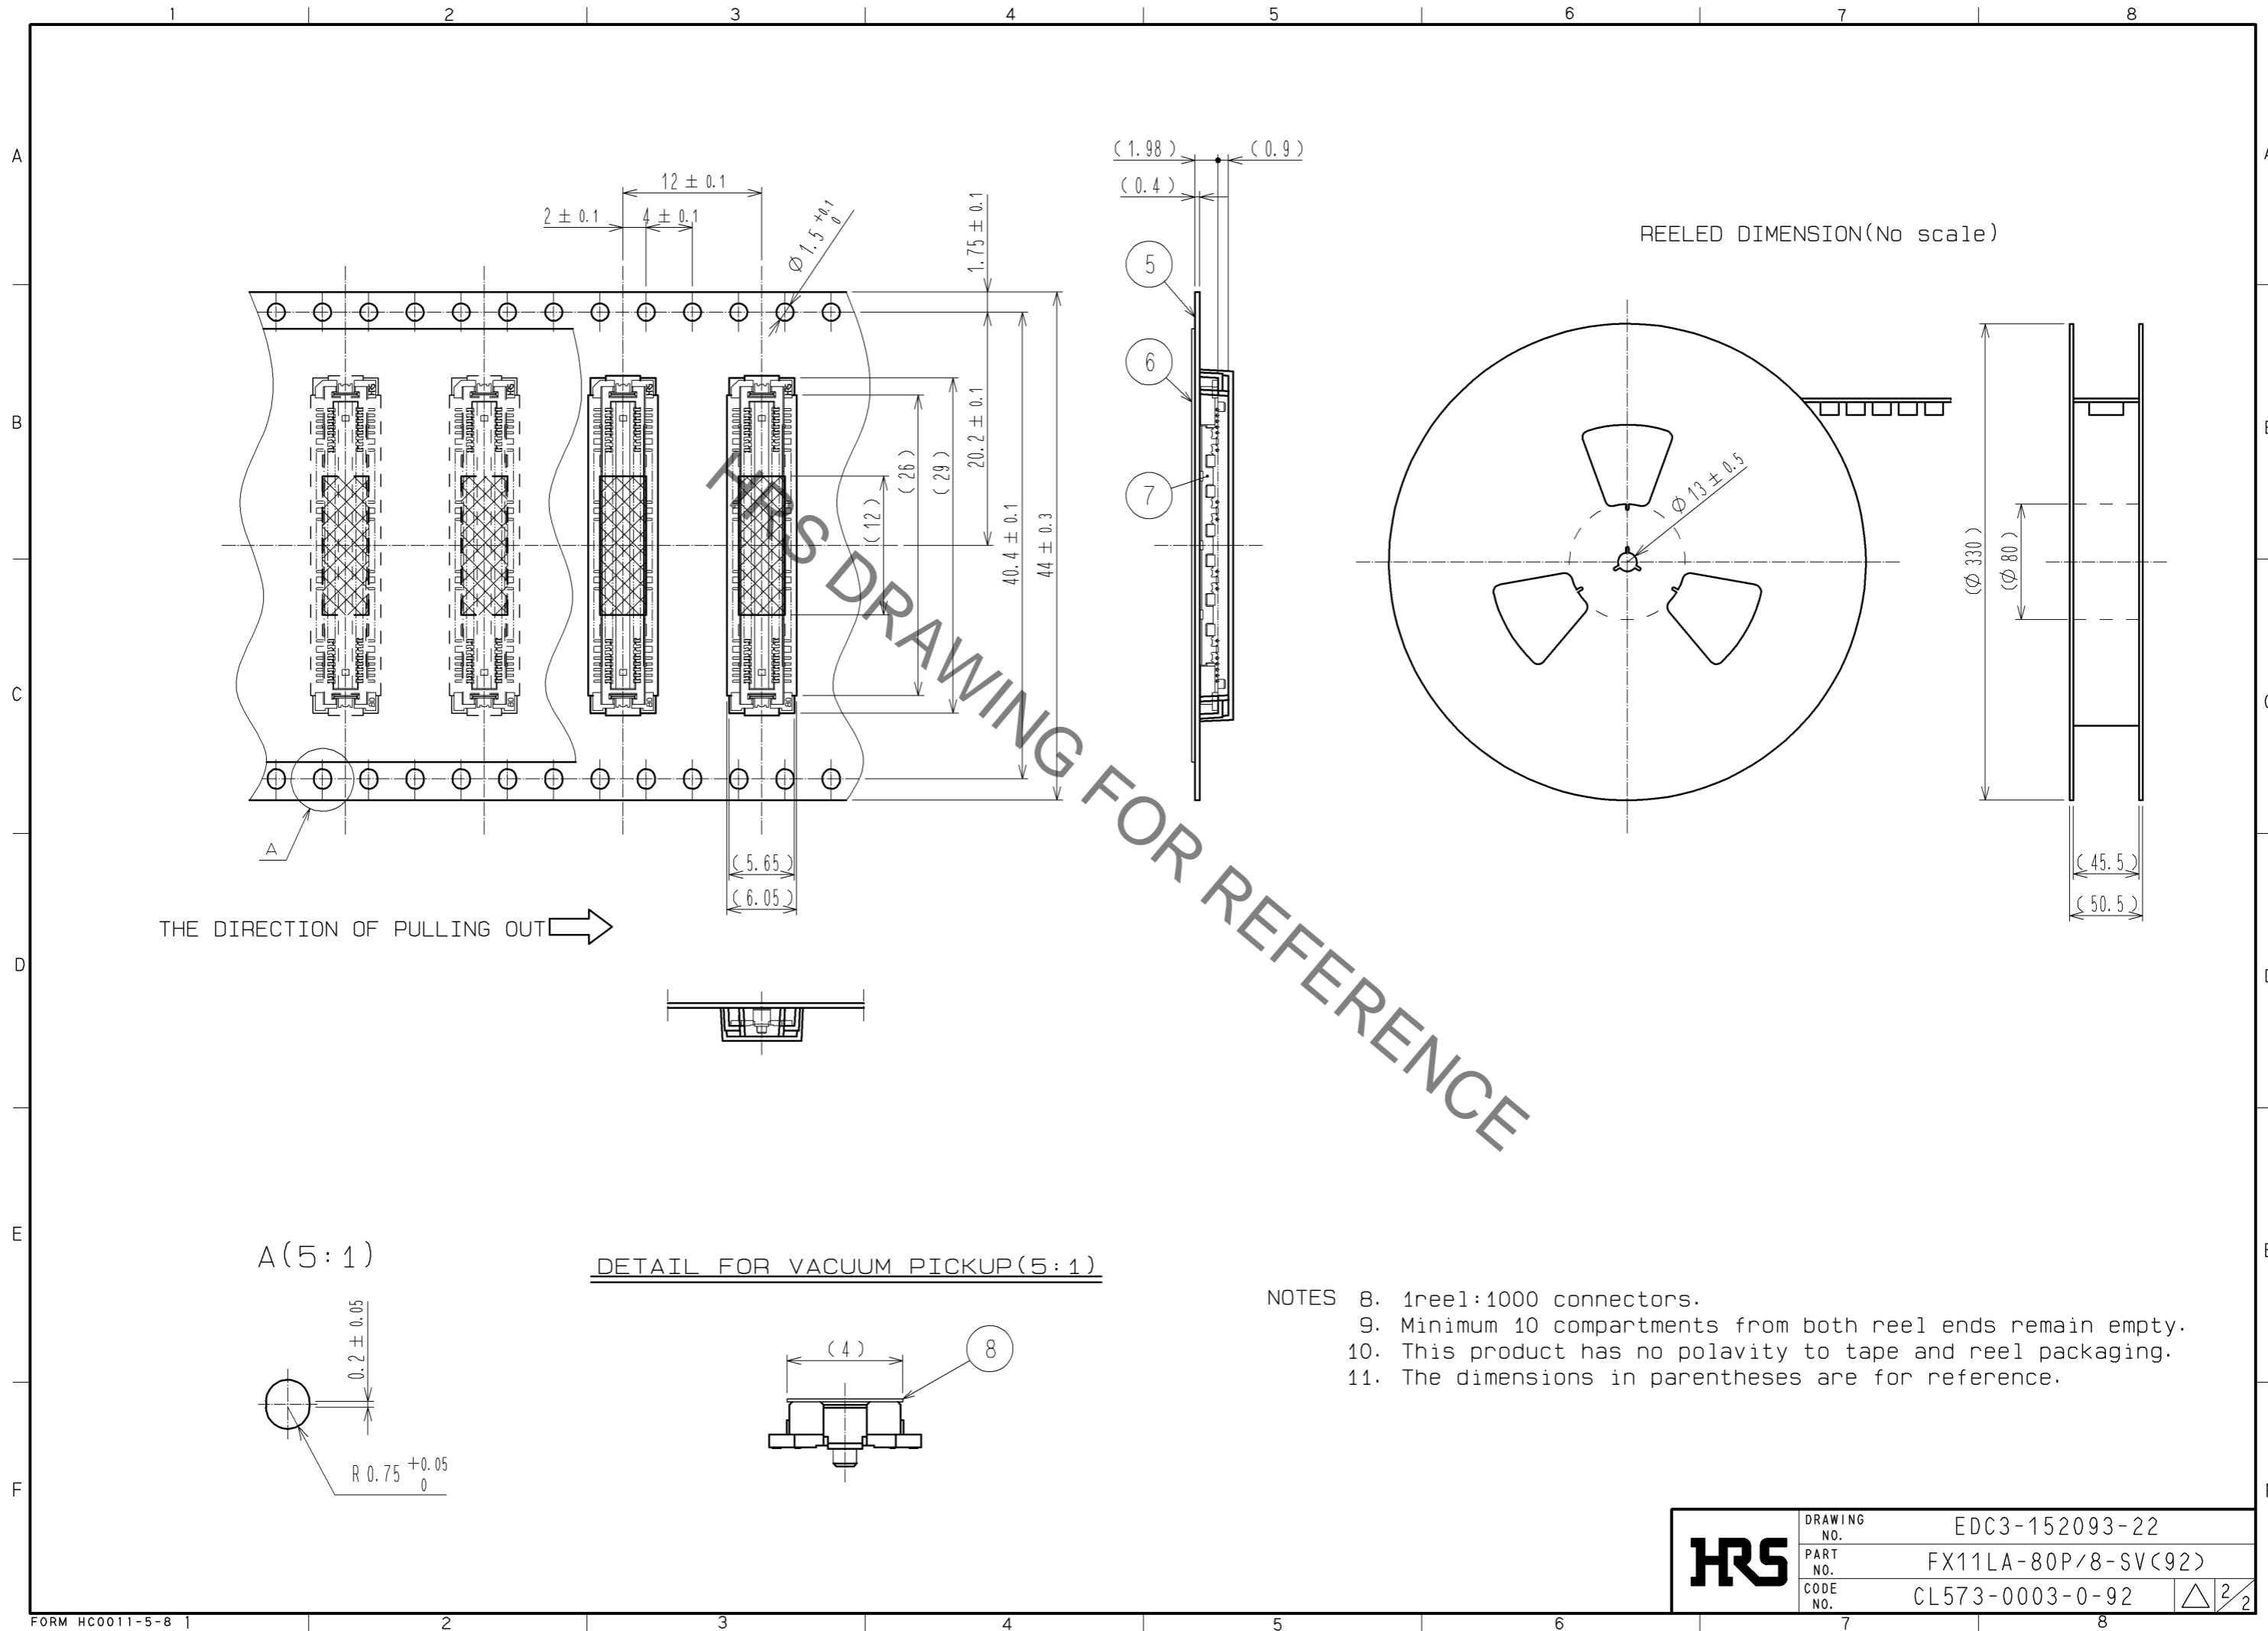 1 2 3 4 5 6 7 8
A
B
C
D
E
F
12 ± 0.1
2 ± 0.1
4 ± 0.1
Ø 1.5 +0.1 0
1.75 ± 0.1
20.2 ± 0.1
40.4 ± 0.1
44 ± 0.3
(26)
(29)
(12)
(5.65)
(6.05)
A
THE DIRECTION OF PULLING OUT
(1.98)
(0.9)
(0.4)
5
6
7
REELED DIMENSION(No scale)
Ø 13 ± 0.5
(Ø 330)
(Ø 80)
(45.5)
(50.5)
HRS DRAWING FOR REFERENCE
A(5:1)
0.2 ± 0.05
R 0.75 +0.05 0
DETAIL FOR VACUUM PICKUP(5:1)
(4)
8
NOTES 8. 1reel:1000 connectors.
9. Minimum 10 compartments from both reel ends remain empty.
10. This product has no polavity to tape and reel packaging.
11. The dimensions in parentheses are for reference.
HRS
DRAWING NO. EDC3-152093-22
PART NO. FX11LA-80P/8-SV(92)
CODE NO. CL573-0003-0-92
2/2
FORM HC0011-5-8 1 2 3 4 5 6 7 8